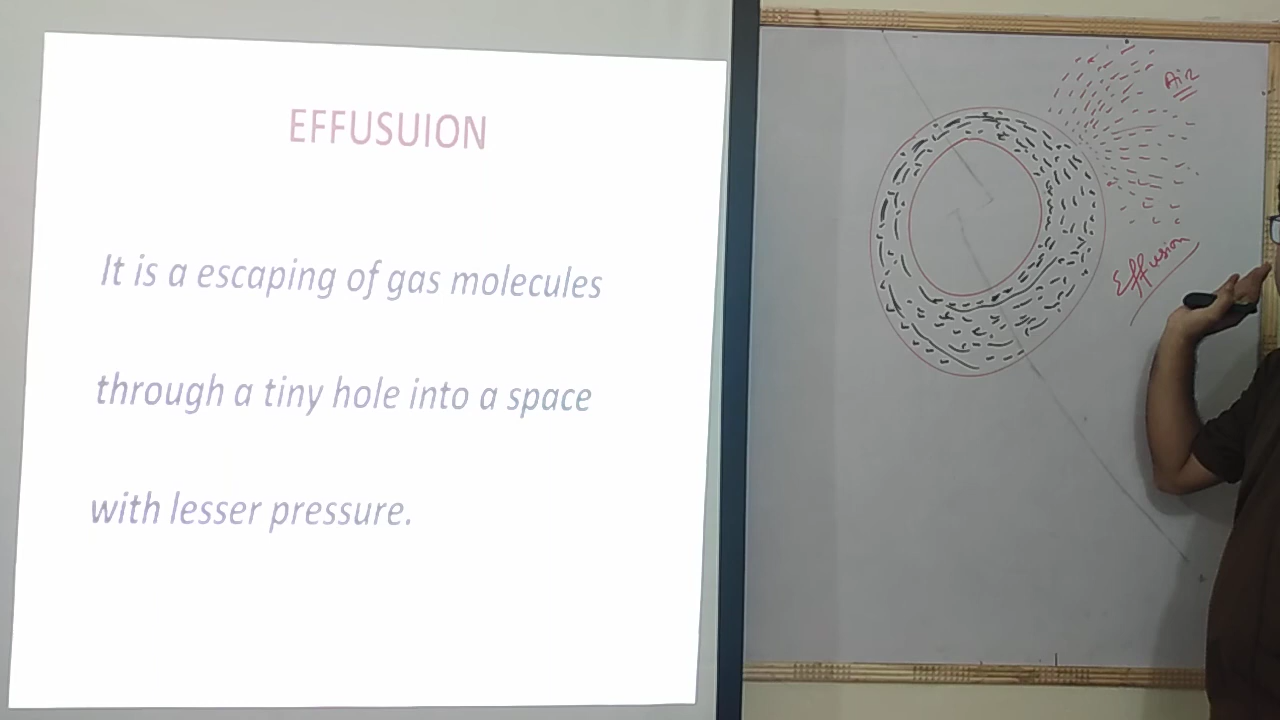 EFFUSUION
It is a escaping of gas molecules
through a tiny hole into a space
with lesser pressure.
Air
Effusion